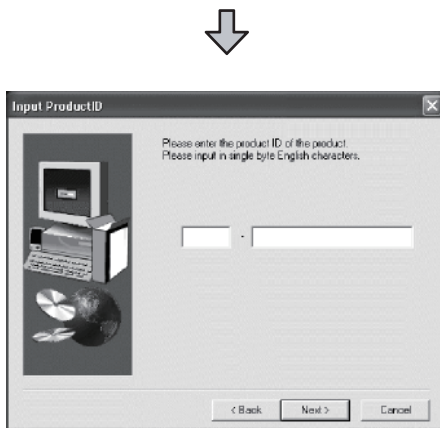 Input ProductID
Please enter the product ID of the product.
Please input in single byte English characters.
-
< Back
Next >
Cancel